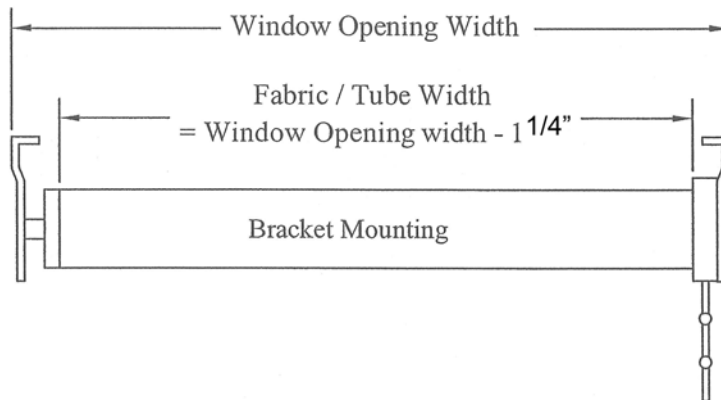 Window Opening Width
Fabric / Tube Width
= Window Opening width - 1 1/4”
Bracket Mounting